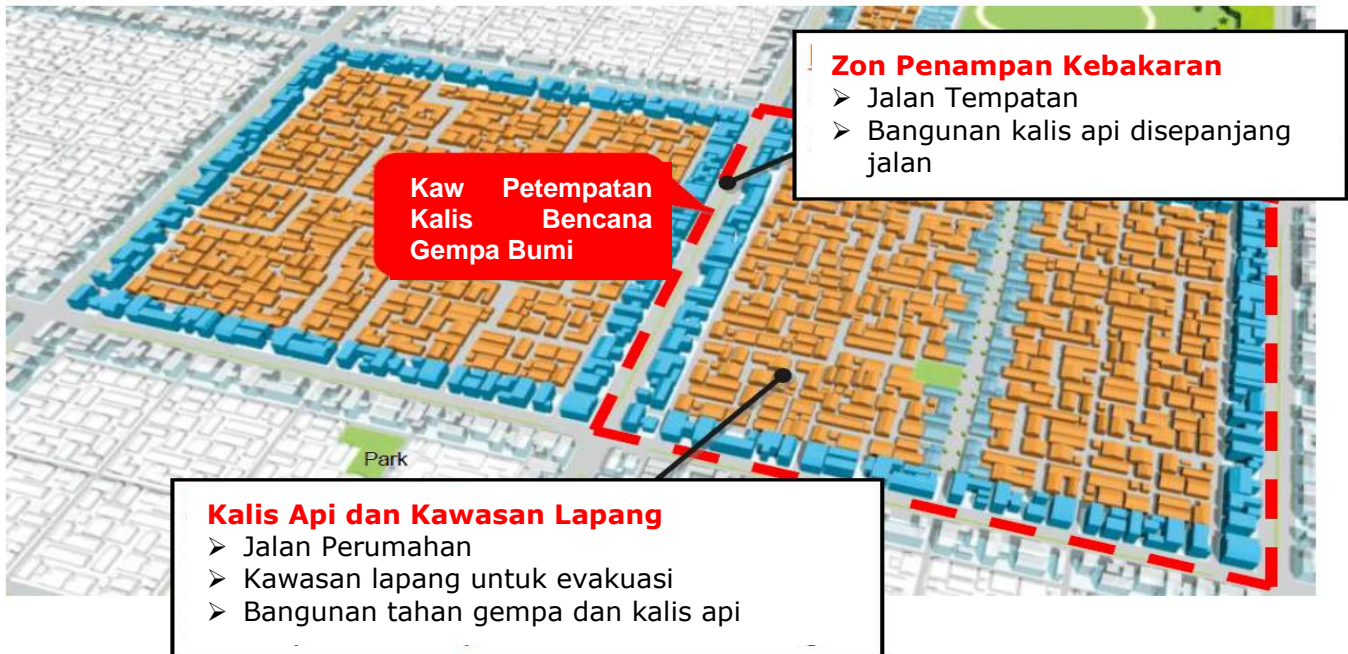 Zon Penampan Kebakaran
➢ Jalan Tempatan
➢ Bangunan kalis api disepanjang
jalan
Kaw Petempatan
Kalis Bencana
Gempa Bumi
Park
Kalis Api dan Kawasan Lapang
➢ Jalan Perumahan
➢ Kawasan lapang untuk evakuasi
➢ Bangunan tahan gempa dan kalis api